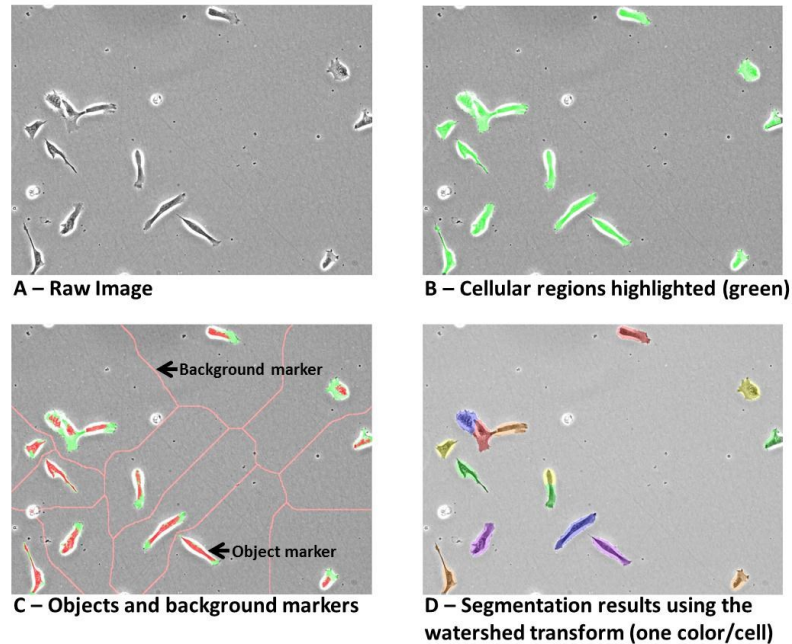 A – Raw Image
B – Cellular regions highlighted (green)
Background marker
Object marker
C – Objects and background markers
D – Segmentation results using the
watershed transform (one color/cell)